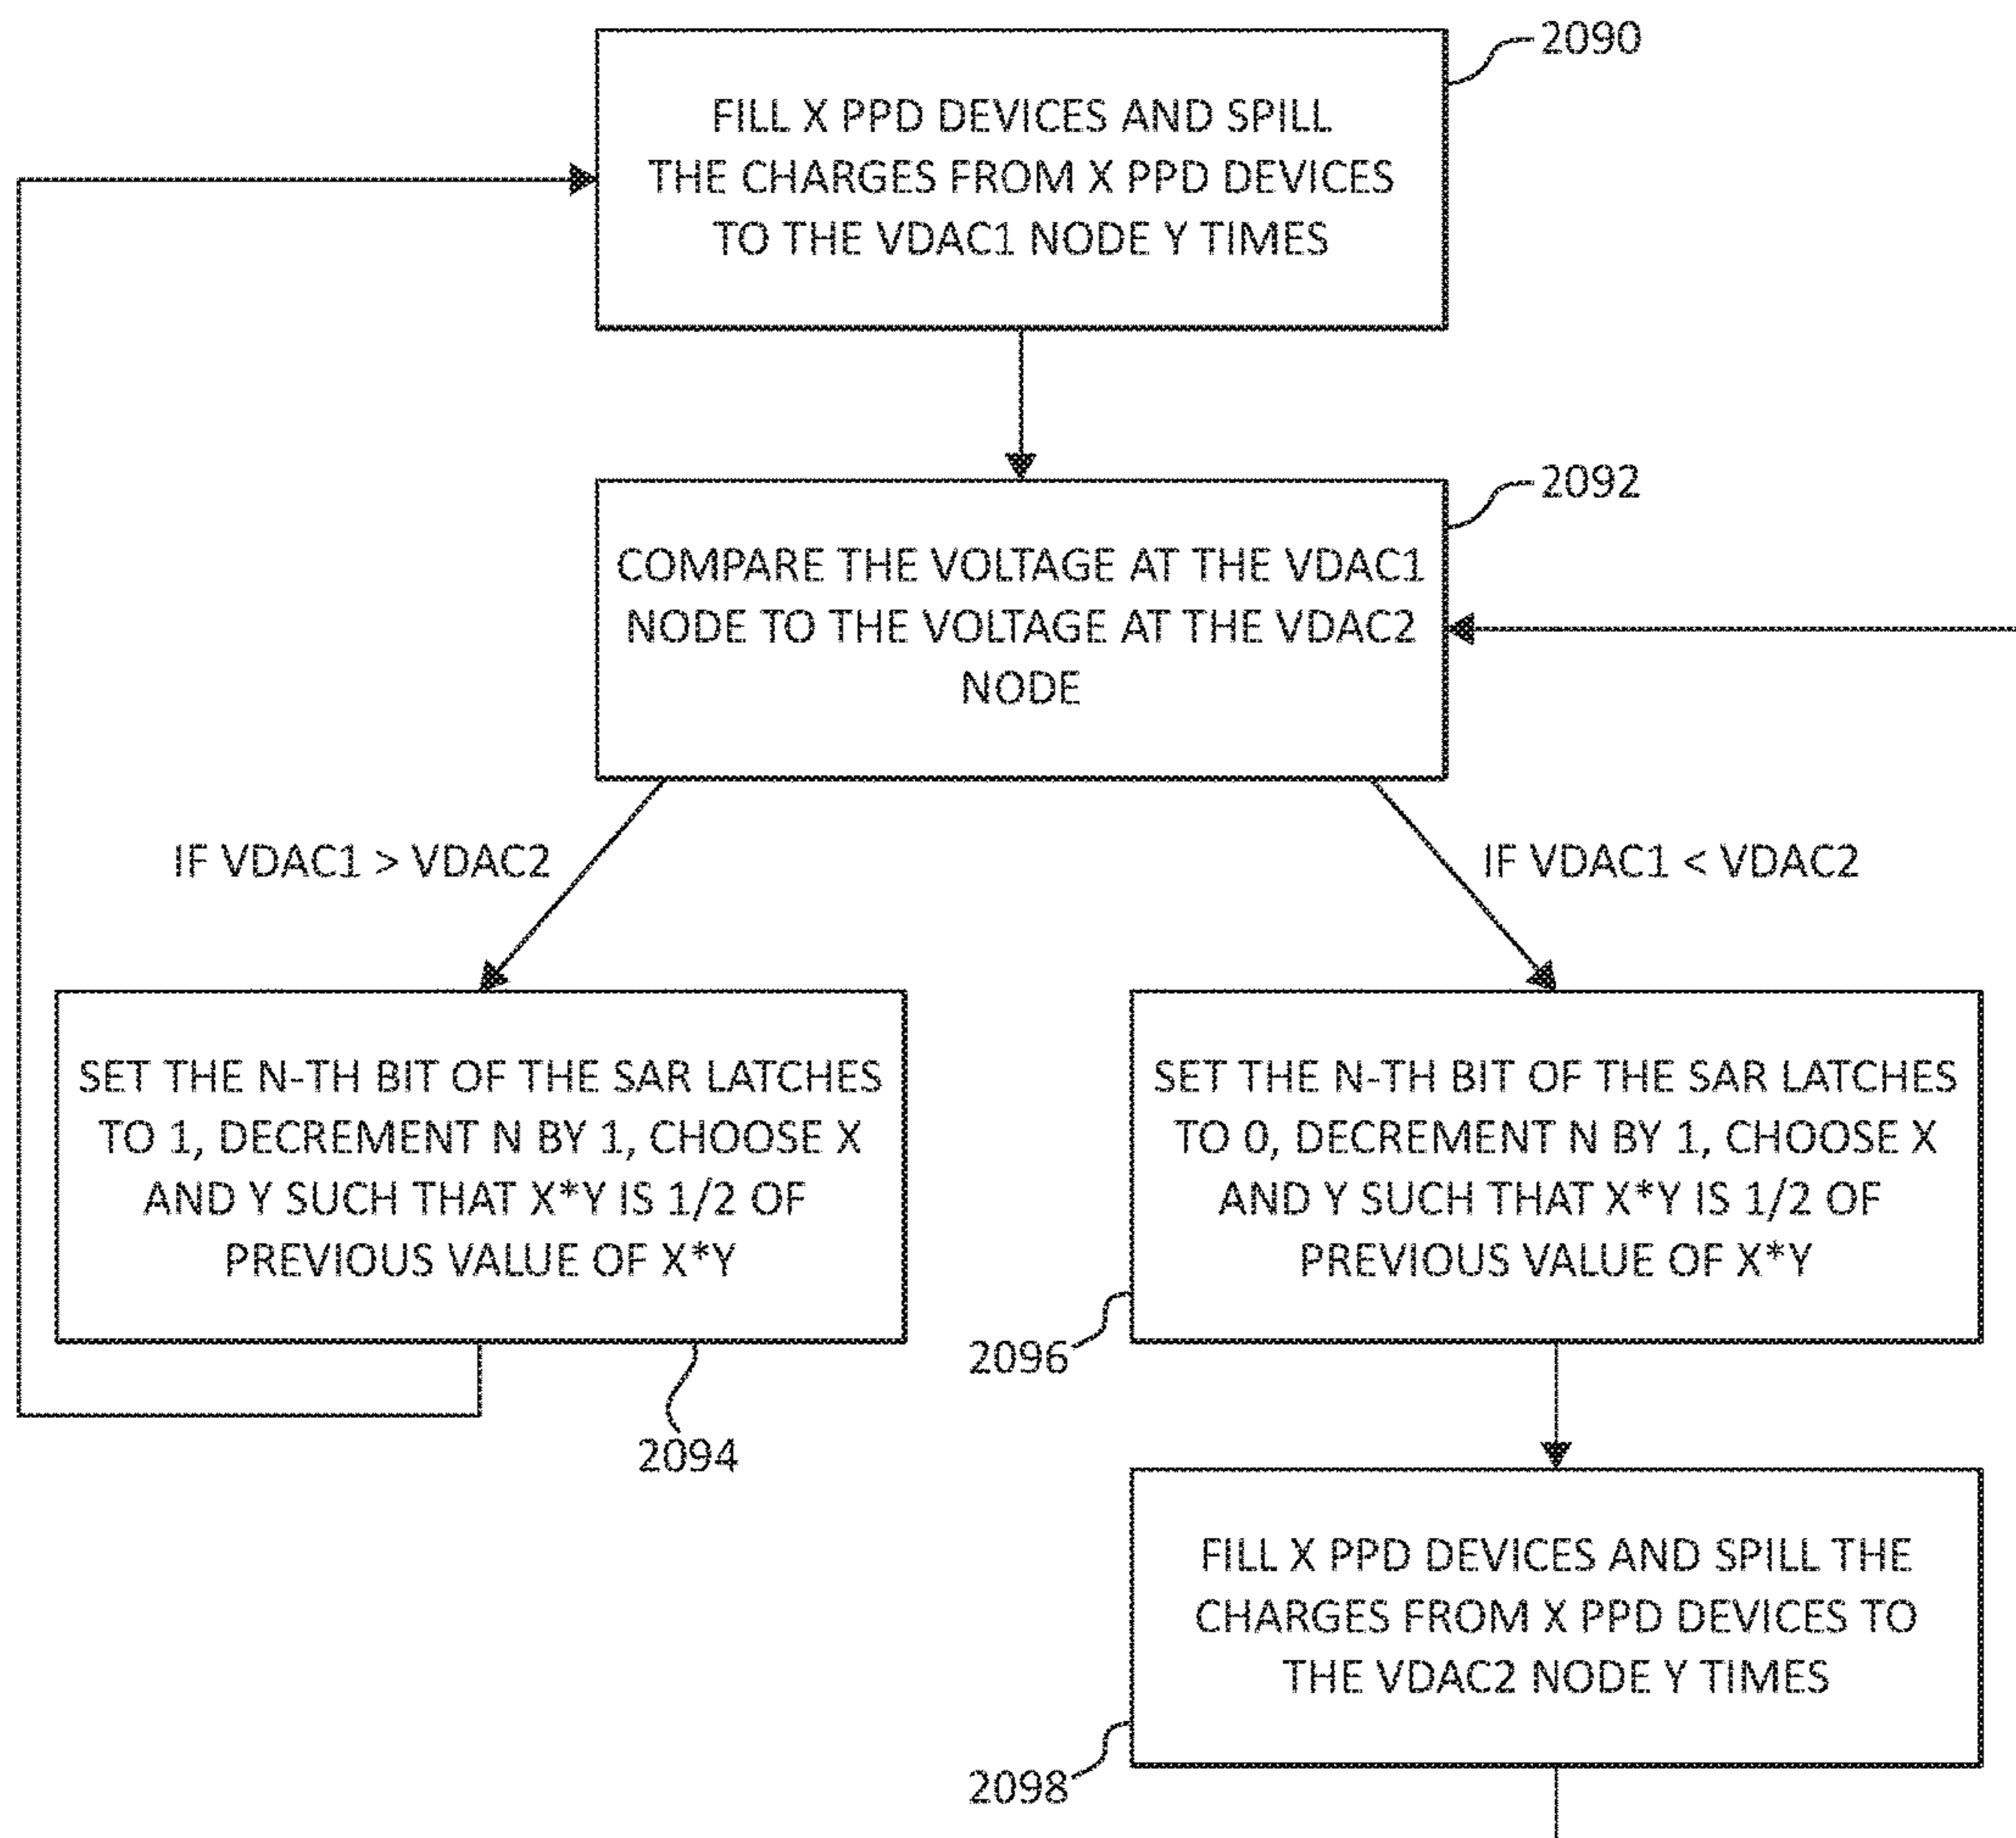 2090
FILL X PPD DEVICES AND SPILL
THE CHARGES FROM X PPD DEVICES
TO THE VDAC1 NODE Y TIMES
2092
COMPARE THE VOLTAGE AT THE VDAC1
NODE TO THE VOLTAGE AT THE VDAC2
NODE
IF VDAC1 > VDAC2
IF VDAC1 < VDAC2
SET THE N-TH BIT OF THE SAR LATCHES
TO 1, DECREMENT N BY 1, CHOOSE X
AND Y SUCH THAT X*Y IS 1/2 OF
PREVIOUS VALUE OF X*Y
2094
SET THE N-TH BIT OF THE SAR LATCHES
TO 0, DECREMENT N BY 1, CHOOSE X
AND Y SUCH THAT X*Y IS 1/2 OF
PREVIOUS VALUE OF X*Y
2096
FILL X PPD DEVICES AND SPILL THE
CHARGES FROM X PPD DEVICES TO
THE VDAC2 NODE Y TIMES
2098